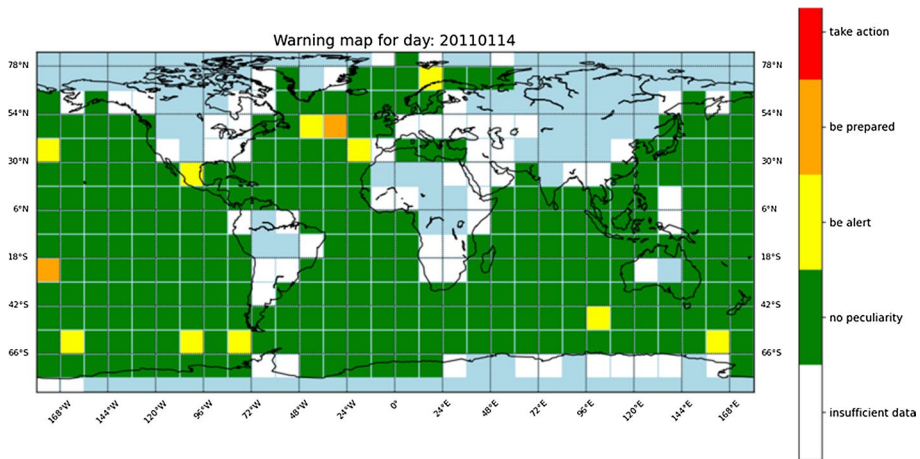 Warning map for day: 20110114
78°N
54°N
30°N
6°N
18°S
42°S
66°S
78°N
54°N
30°N
6°N
18°S
42°S
66°S
168°W
144°W
120°W
96°W
72°W
48°W
24°W
0°
24°E
48°E
72°E
96°E
120°E
144°E
168°E
take action
be prepared
be alert
no peculiarity
insufficient data